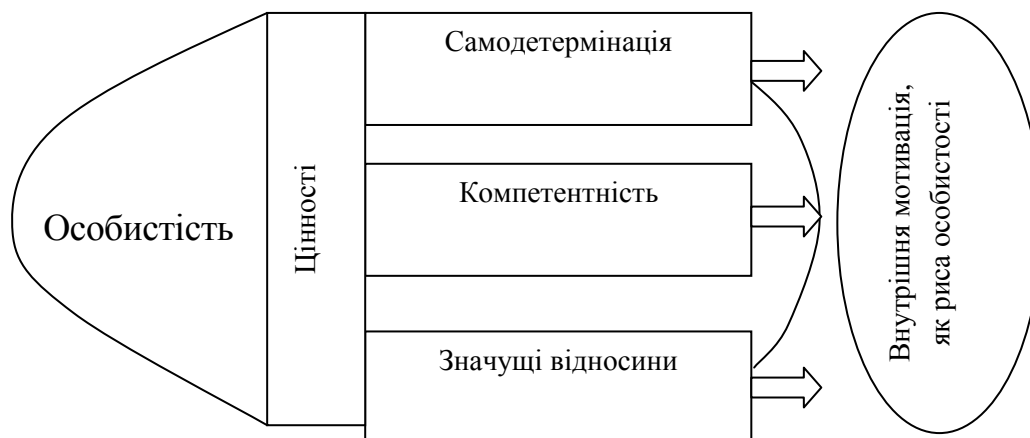 Особистість
Цінності
Самодетермінація
Компетентність
Значущі відносини
Внутрішня мотивація,
як риса особистості